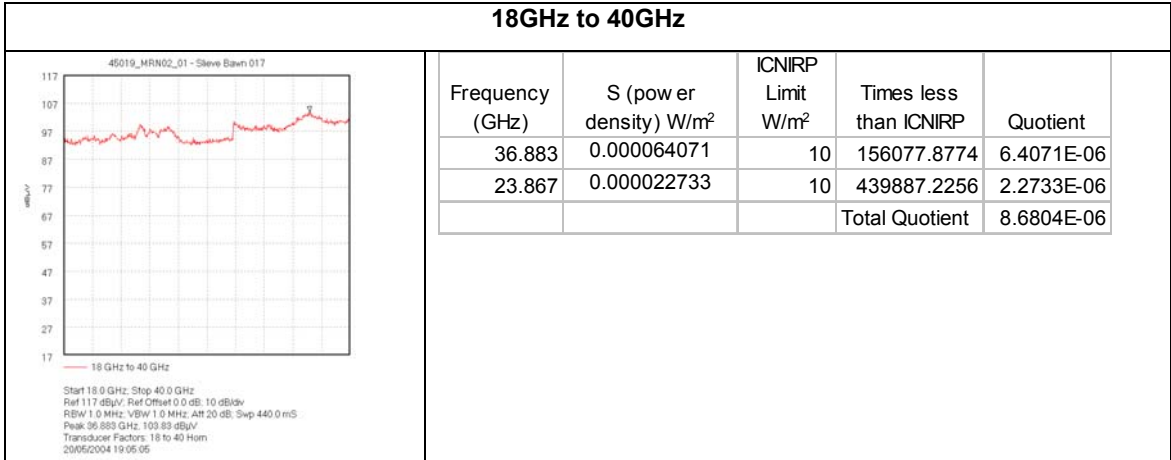 18GHz to 40GHz
45019_MRN02_01 - Slieve Bawn 017
117
107
97
87
77
67
57
47
37
27
17
dBµV
18 GHz to 40 GHz
Start 18.0 GHz; Stop 40.0 GHz
Ref 117 dBµV; Ref Offset 0.0 dB; 10 dB/div
RBW 1.0 MHz; VBW 1.0 MHz; Att 20 dB; Swp 440.0 mS
Peak 36.883 GHz, 103.83 dBµV
Transducer Factors: 18 to 40 Horn
20/05/2004 19:05:05
Frequency (GHz) S (pow er density) W/m² ICNIRP Limit W/m² Times less than ICNIRP Quotient
36.883 0.000064071 10 156077.8774 6.4071E-06
23.867 0.000022733 10 439887.2256 2.2733E-06
Total Quotient 8.6804E-06